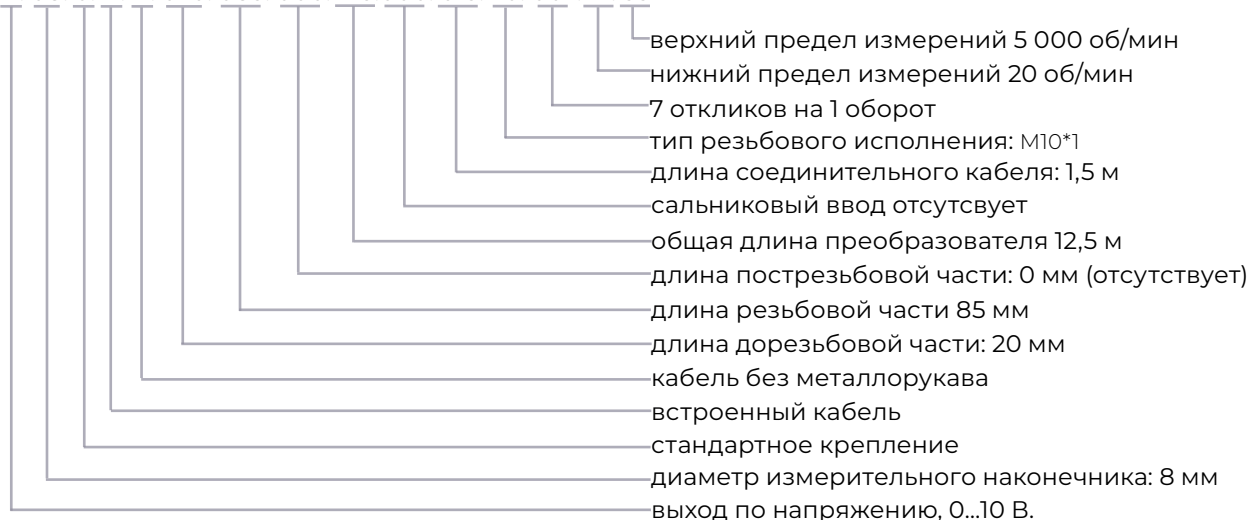 верхний предел измерений 5 000 об/мин
нижний предел измерений 20 об/мин
7 откликов на 1 оборот
тип резьбового исполнения: М10*1
длина соединительного кабеля: 1,5 м
сальниковый ввод отсутсвует
общая длина преобразователя 12,5 м
длина пострезьбовой части: 0 мм (отсутствует)
длина резьбовой части 85 мм
длина дорезьбовой части: 20 мм
кабель без металлорукава
встроенный кабель
стандартное крепление
диаметр измерительного наконечника: 8 мм
выход по напряжению, 0...10 В.